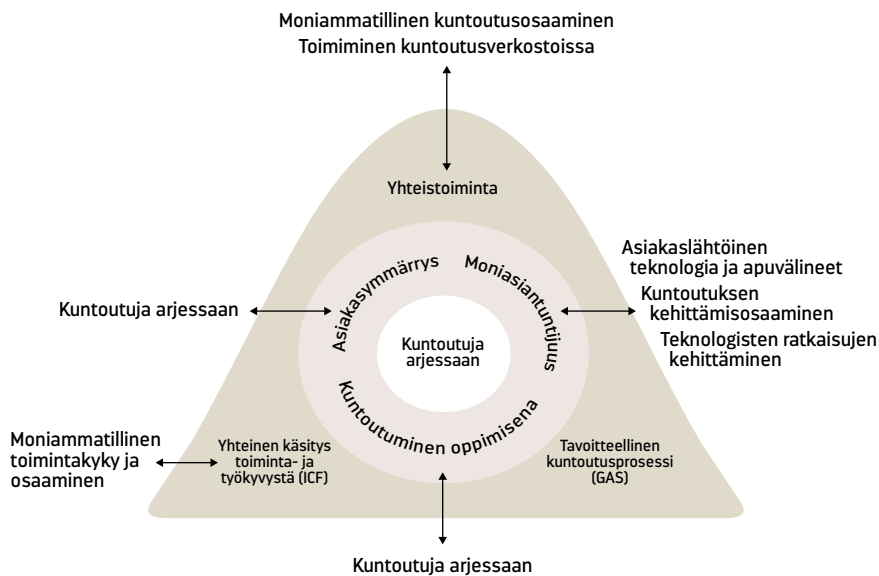 Moniammatillinen kuntoutusosaaminen
Toimiminen kuntoutusverkostoissa
Yhteistoiminta
Asiakasymmärrys
Moniasiantuntijuus
Kuntoutuminen oppimisena
Kuntoutuja
arjessaan
Kuntoutuja arjessaan
Asiakaslähtöinen
teknologia ja apuvälineet
Kuntoutuksen
kehittämisosaaminen
Teknologisten ratkaisujen
kehittäminen
Moniammatillinen
toimintakyky ja
osaaminen
Yhteinen käsitys
toiminta- ja
työkyvystä (ICF)
Tavoitteellinen
kuntoutusprosessi
(GAS)
Kuntoutuja arjessaan